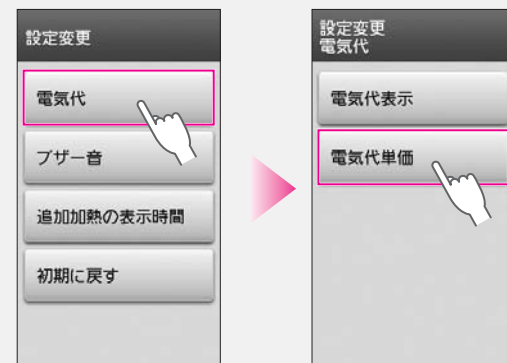 設定変更
電気代
ブザー音
追加加熱の表示時間
初期に戻す
設定変更
電気代
電気代表示
電気代単価